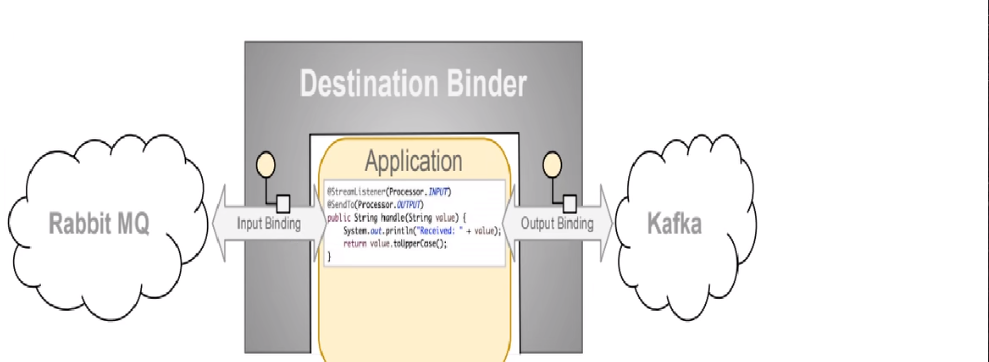 Destination Binder
Application
@StreamListener(Processor.INPUT)
@SendTo(Processor.OUTPUT)
public String handle(String value) {
System.out.println("Received: " + value);
return value.toUpperCase();
}
Rabbit MQ
Input Binding
Output Binding
Kafka